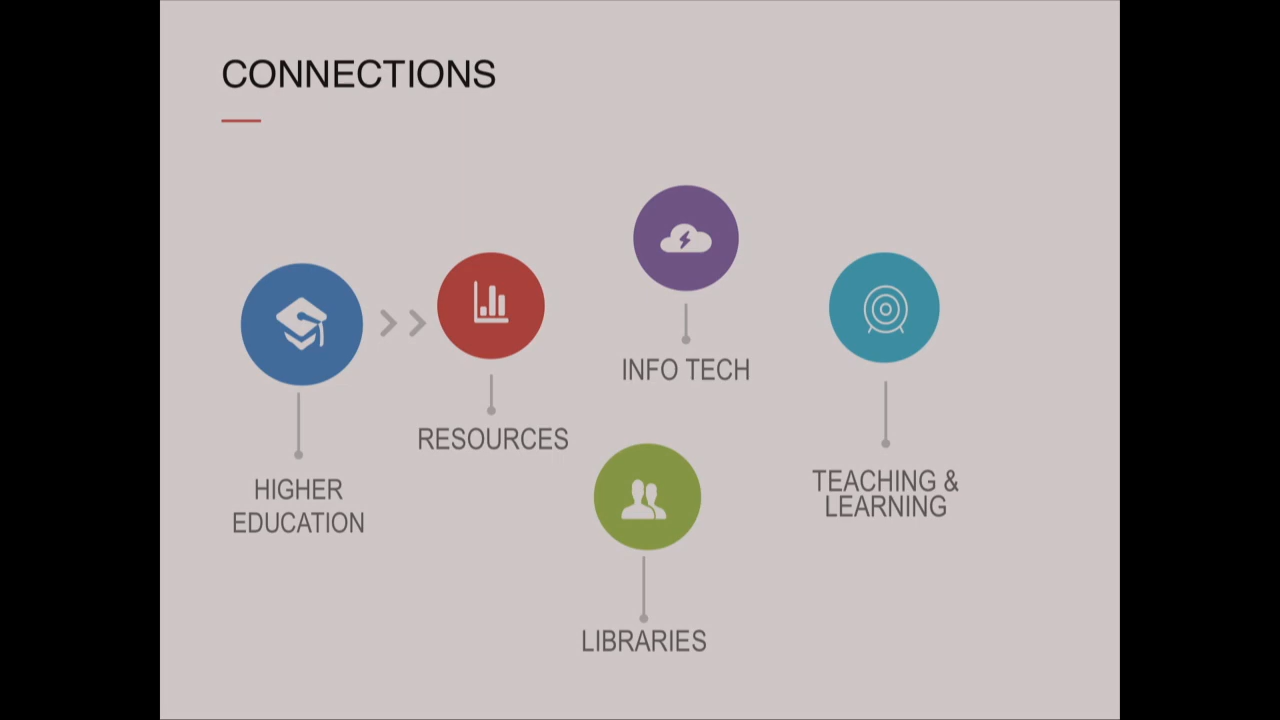 CONNECTIONS
HIGHER
EDUCATION
RESOURCES
INFO TECH
LIBRARIES
TEACHING &
LEARNING